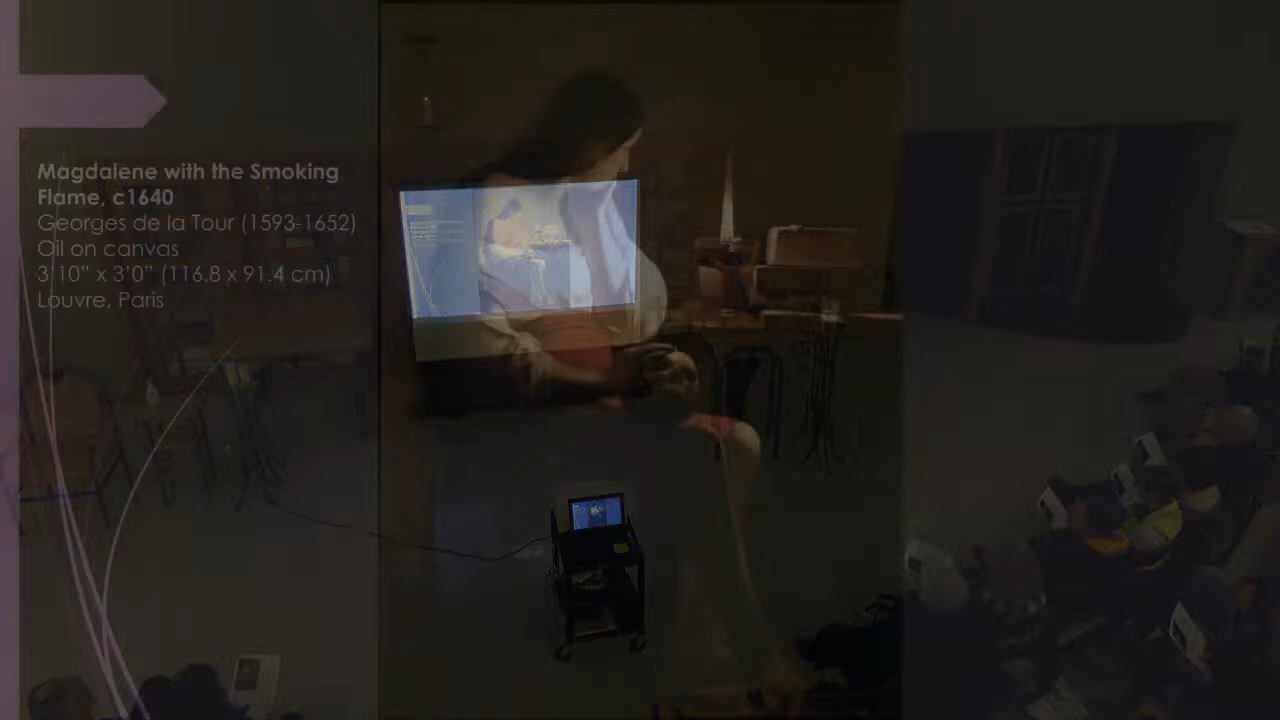 Magdalene with the Smoking
Flame, c1640
Georges de la Tour (1593-1652)
Oil on canvas
3'10" x 3'0" (116.8 x 91.4 cm)
Louvre, Paris